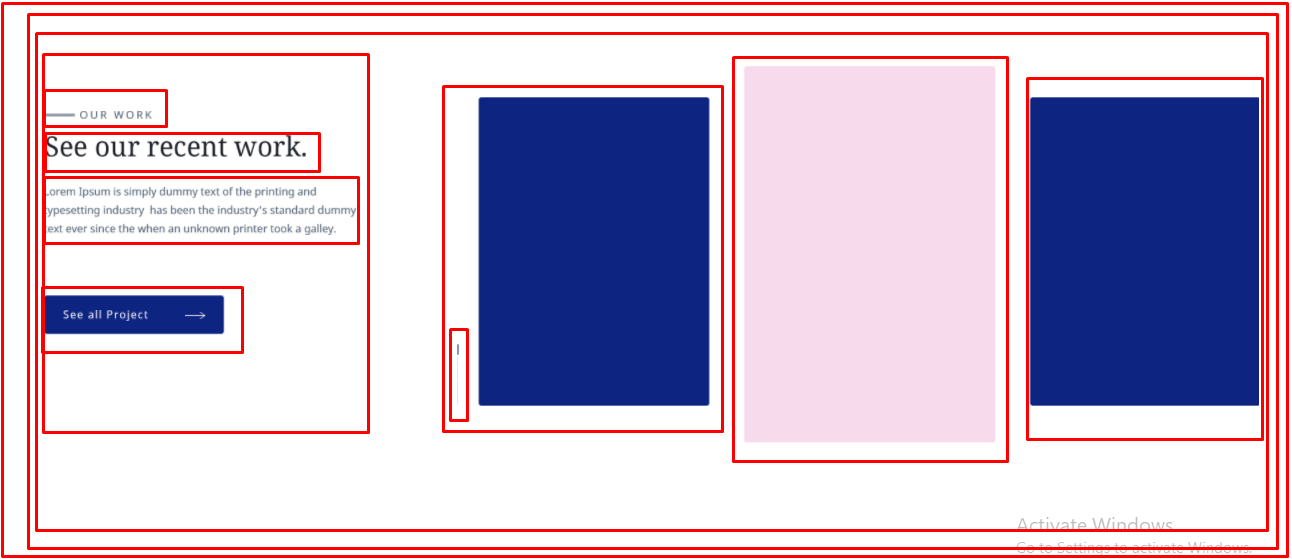 OUR WORK
See our recent work.
Lorem Ipsum is simply dummy text of the printing and
typesetting industry has been the industry's standard dummy
text ever since the when an unknown printer took a galley.
See all Project
Activate Windows
Go to Settings to activate Windows.